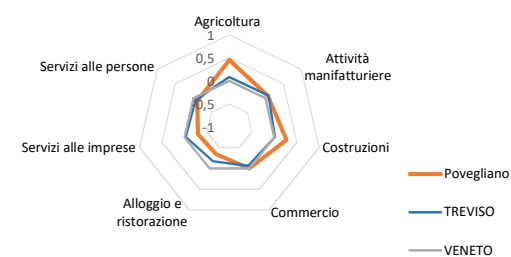 Agricoltura
1
0,5
0
0,5
-1
Attività
manifatturiere
Costruzioni
Commercio
Alloggio e
ristorazione
Servizi alle imprese
Servizi alle persone
Povegliano
TREVISO
VENETO